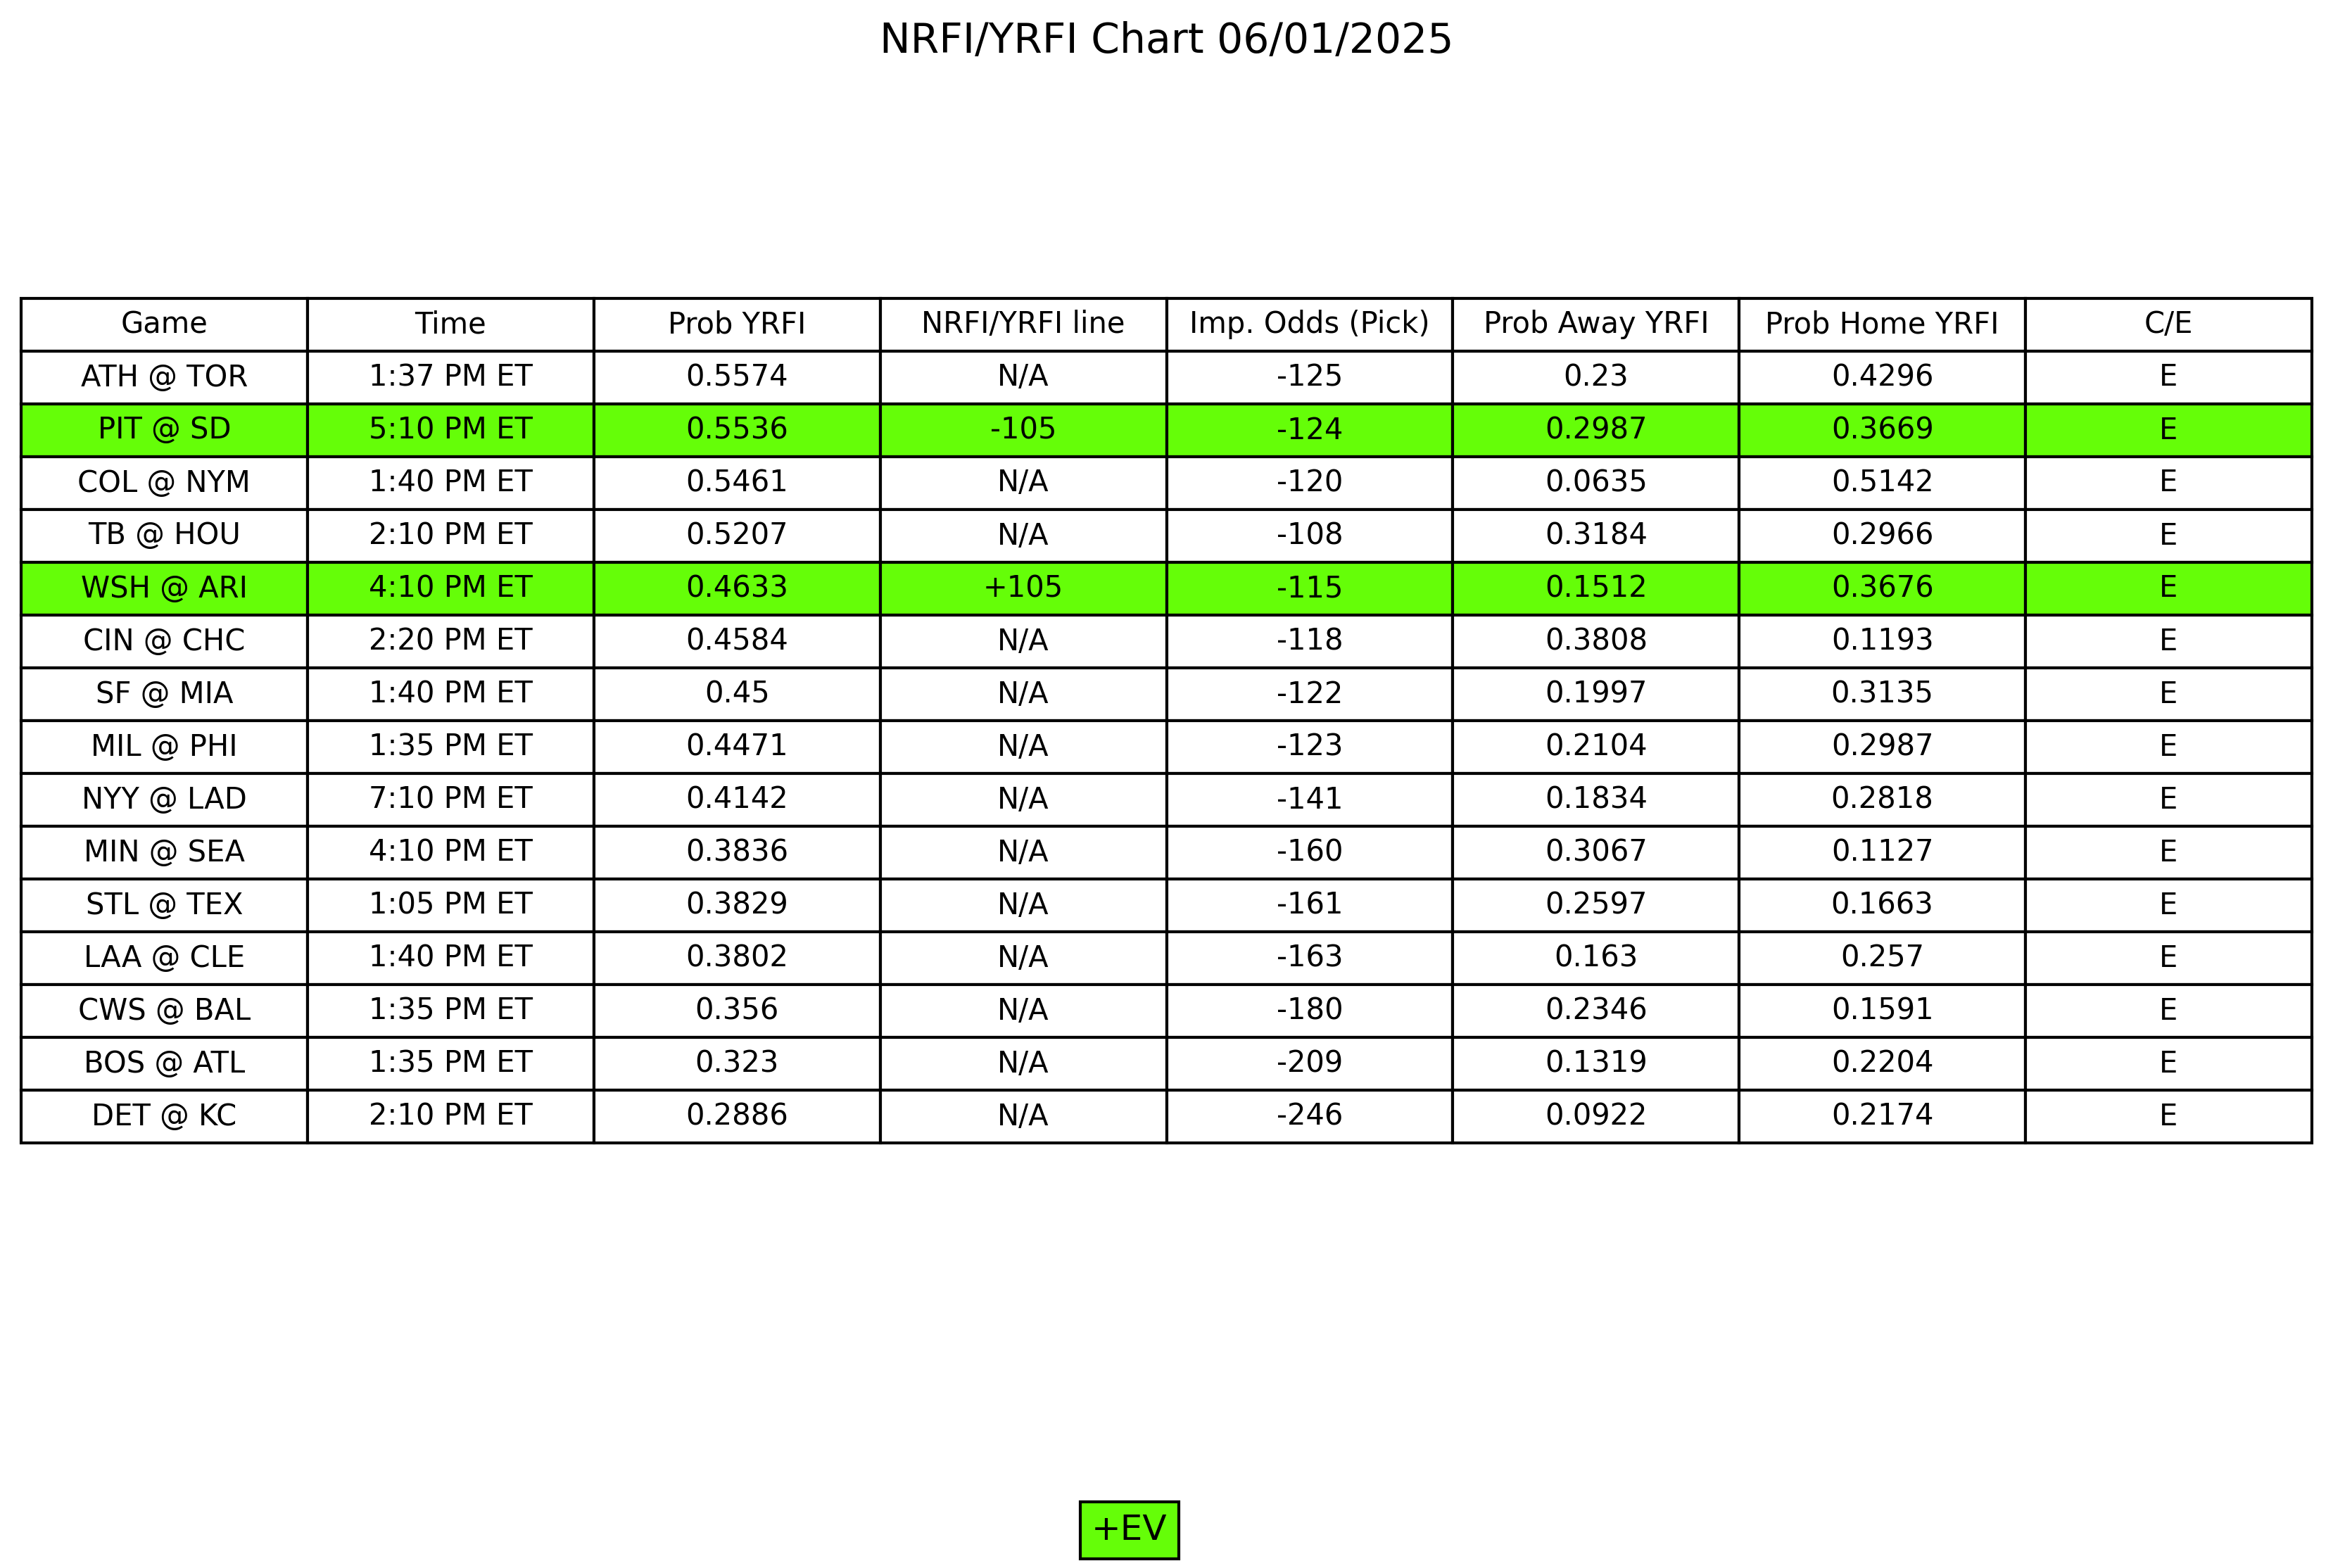 NRFI/YRFI Chart 06/01/2025
Game Time Prob YRFI NRFI/YRFI line Imp. Odds (Pick) Prob Away YRFI Prob Home YRFI C/E
ATH @ TOR 1:37 PM ET 0.5574 N/A -125 0.23 0.4296 E
PIT @ SD 5:10 PM ET 0.5536 -105 -124 0.2987 0.3669 E
COL @ NYM 1:40 PM ET 0.5461 N/A -120 0.0635 0.5142 E
TB @ HOU 2:10 PM ET 0.5207 N/A -108 0.3184 0.2966 E
WSH @ ARI 4:10 PM ET 0.4633 +105 -115 0.1512 0.3676 E
CIN @ CHC 2:20 PM ET 0.4584 N/A -118 0.3808 0.1193 E
SF @ MIA 1:40 PM ET 0.45 N/A -122 0.1997 0.3135 E
MIL @ PHI 1:35 PM ET 0.4471 N/A -123 0.2104 0.2987 E
NYY @ LAD 7:10 PM ET 0.4142 N/A -141 0.1834 0.2818 E
MIN @ SEA 4:10 PM ET 0.3836 N/A -160 0.3067 0.1127 E
STL @ TEX 1:05 PM ET 0.3829 N/A -161 0.2597 0.1663 E
LAA @ CLE 1:40 PM ET 0.3802 N/A -163 0.163 0.257 E
CWS @ BAL 1:35 PM ET 0.356 N/A -180 0.2346 0.1591 E
BOS @ ATL 1:35 PM ET 0.323 N/A -209 0.1319 0.2204 E
DET @ KC 2:10 PM ET 0.2886 N/A -246 0.0922 0.2174 E
+EV